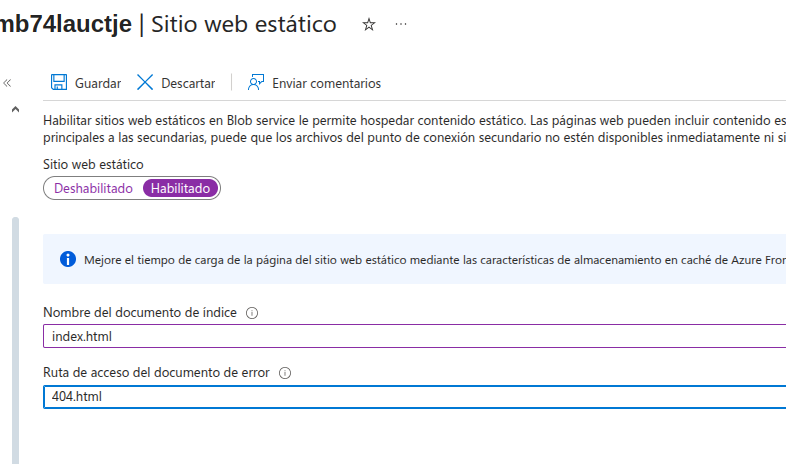 mb74lauctje | Sitio web estático
Guardar Descartar Enviar comentarios
Habilitar sitios web estáticos en Blob service le permite hospedar contenido estático. Las páginas web pueden incluir contenido es
principales a las secundarias, puede que los archivos del punto de conexión secundario no estén disponibles inmediatamente ni si
Sitio web estático
Deshabilitado Habilitado
Mejore el tiempo de carga de la página del sitio web estático mediante las características de almacenamiento en caché de Azure Fron
Nombre del documento de índice
index.html
Ruta de acceso del documento de error
404.html